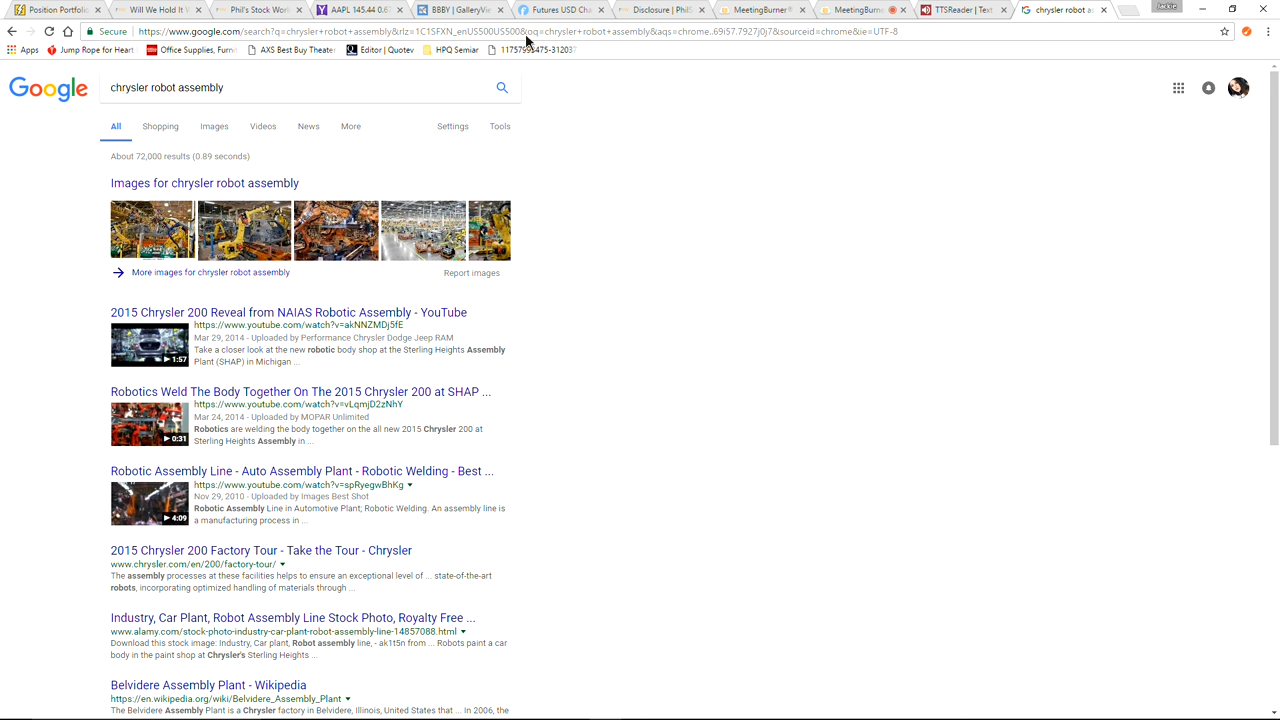 Position Portfolio
Will We Hold It W
Phil's Stock World
AAPL 145.44 0.6
BBBY | GalleryVie
Futures USD Cha
Disclosure | PhilS
MeetingBurner®
MeetingBurne
TTSReader | Text
chrysler robot as
Jackie
Secure
https://www.google.com/search?q=chrysler+robot+assembly&rlz=1C1SFXN_enUS500US500&oq=chrysler+robot+assembly&aqs=chrome..69i57.7927j0j7&sourceid=chrome&ie=UTF-8
Apps
Jump Rope for Heart
Office Supplies, Furni
AXS Best Buy Theater
Editor | Quotev
HPQ Semiar
Google
chrysler robot assembly
All
Shopping
Images
Videos
News
More
Settings
Tools
About 72,000 results (0.89 seconds)
Images for chrysler robot assembly
More images for chrysler robot assembly
Report images
2015 Chrysler 200 Reveal from NAIAS Robotic Assembly - YouTube
https://www.youtube.com/watch?v=akNNZMDj5fE
Mar 29, 2014 - Uploaded by Performance Chrysler Dodge Jeep RAM
Take a closer look at the new robotic body shop at the Sterling Heights Assembly
Plant (SHAP) in Michigan ...
1:57
Robotics Weld The Body Together On The 2015 Chrysler 200 at SHAP ...
https://www.youtube.com/watch?v=vLqmjD2zNhY
Mar 24, 2014 - Uploaded by MOPAR Unlimited
Robotics are welding the body together on the all new 2015 Chrysler 200 at
Sterling Heights Assembly in ...
0:31
Robotic Assembly Line - Auto Assembly Plant - Robotic Welding - Best ...
https://www.youtube.com/watch?v=spRyegwBhKg
Nov 29, 2010 - Uploaded by Images Best Shot
Robotic Assembly Line in Automotive Plant; Robotic Welding. An assembly line is
a manufacturing process in ...
4:09
2015 Chrysler 200 Factory Tour - Take the Tour - Chrysler
www.chrysler.com/en/200/factory-tour/
The assembly processes at these facilities helps to ensure an exceptional level of ... state-of-the-art
robots, incorporating optimized handling of materials through ...
Industry, Car Plant, Robot Assembly Line Stock Photo, Royalty Free ...
www.alamy.com/stock-photo-industry-car-plant-robot-assembly-line-14857088.html
Download this stock image: Industry, Car plant, Robot assembly line, - ak1t5n from ... Robots paint a car
body in the paint shop at Chrysler's Sterling Heights ...
Belvidere Assembly Plant - Wikipedia
https://en.wikipedia.org/wiki/Belvidere_Assembly_Plant
The Belvidere Assembly Plant is a Chrysler factory in Belvidere, Illinois, United States that ... In 2006, the